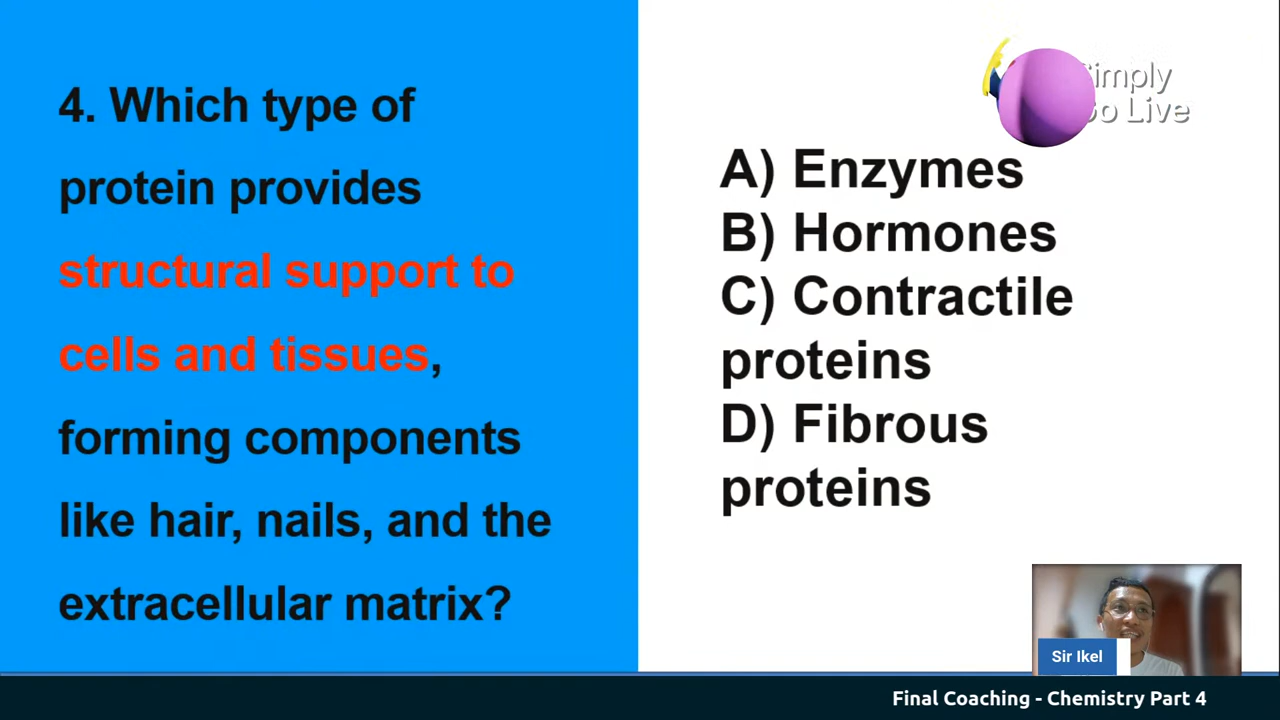 4. Which type of
protein provides
structural support to
cells and tissues,
forming components
like hair, nails, and the
extracellular matrix?
A) Enzymes
B) Hormones
C) Contractile
proteins
D) Fibrous
proteins
Live
Sir Ikel
Final Coaching - Chemistry Part 4